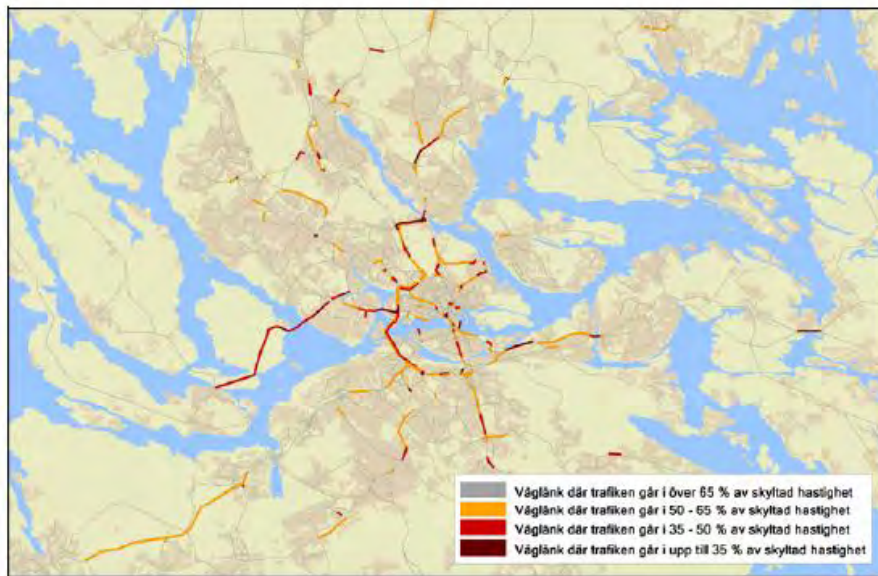 Väglänk där trafiken går i över 65 % av skyltad hastighet
Väglänk där trafiken går i 50 - 65 % av skyltad hastighet
Väglänk där trafiken går i 35 - 50 % av skyltad hastighet
Väglänk där trafiken går i upp till 35 % av skyltad hastighet